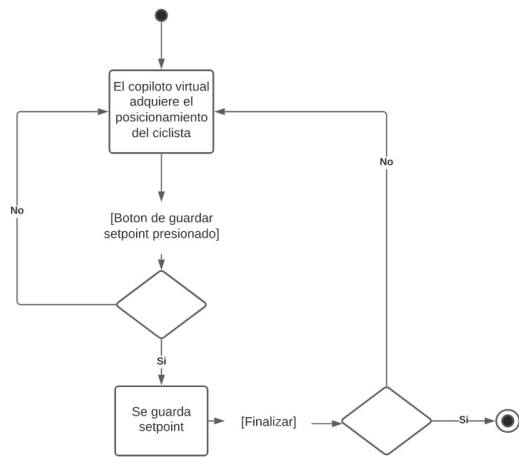 El copiloto virtual
adquiere el
posicionamiento
del ciclista
No
No
[Boton de guardar
setpoint presionado]
Si
Se guarda
setpoint
[Finalizar]
Si